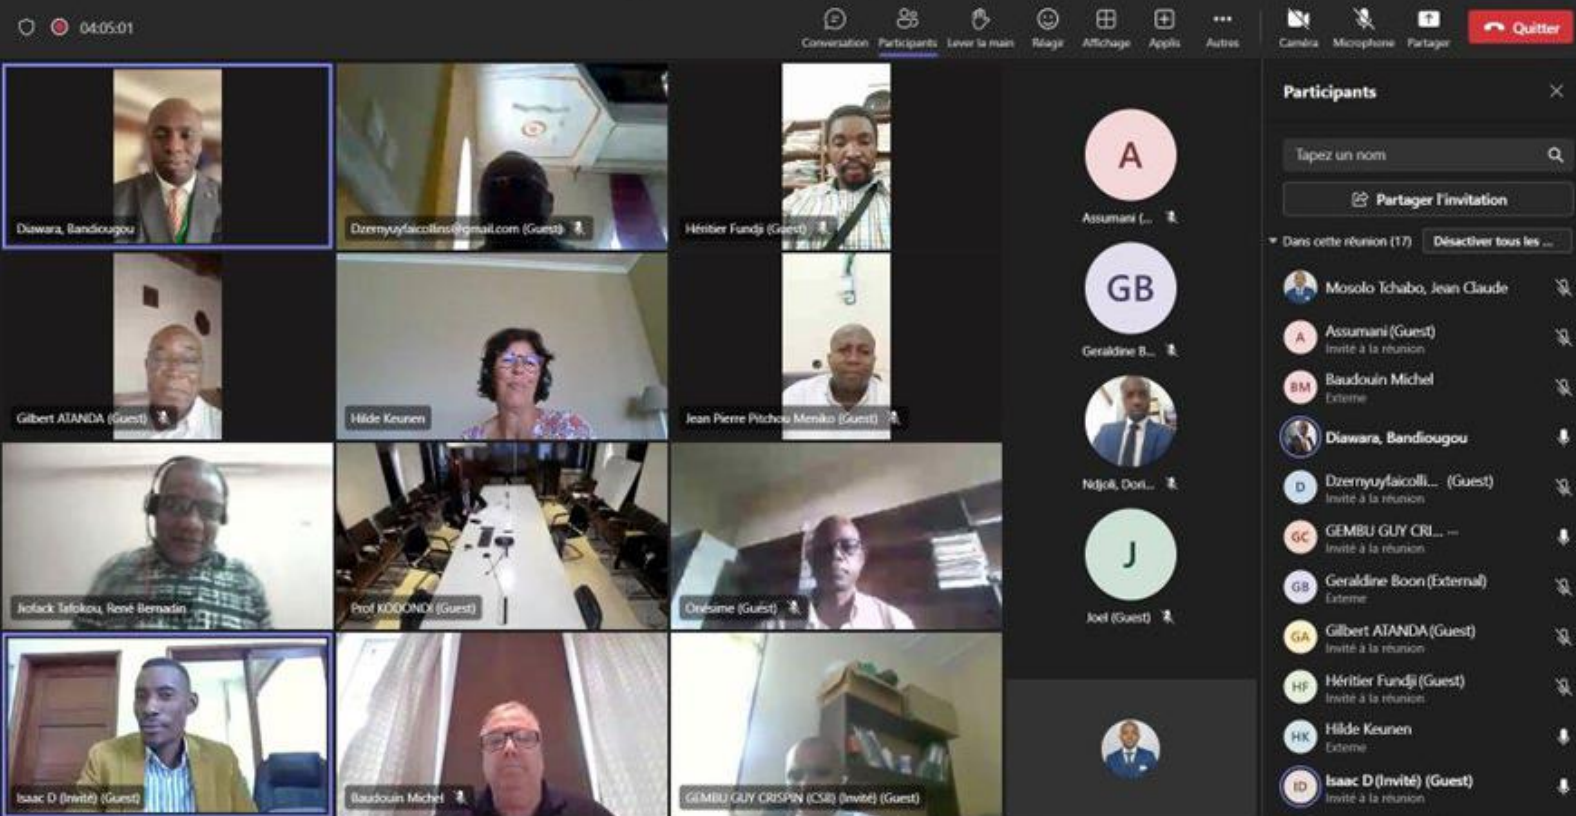 04:05:01
Conversation
Participants
Lever la main
Réagir
Affichage
Applis
Autres
Caméra
Microphone
Partager
Quitter
Diawara, Bandiougou
Dzernyuyfaicollins@gmail.com (Guest)
Héritier Fundji (Guest)
Gilbert ATANDA (Guest)
Hilde Keunen
Jean Pierre Pitchou Meniko (Guest)
Jiofack Tafokou, René Bernadin
Prof KODONDI (Guest)
Onésime (Guest)
Isaac D (Invité) (Guest)
Baudouin Michel
GEMBU GUY CRISPIN (CSB) (Invité) (Guest)
A
Assumani (...
GB
Geraldine B...
Ndjoli, Dori...
J
Joel (Guest)
Participants
Tapez un nom
Partager l'invitation
Dans cette réunion (17)
Désactiver tous les ...
Mosolo Tchabo, Jean Claude
A
Assumani (Guest)
Invité à la réunion
BM
Baudouin Michel
Externe
Diawara, Bandiougou
D
Dzernyuyfaicolli... (Guest)
Invité à la réunion
GC
GEMBU GUY CRI... ...
Invité à la réunion
GB
Geraldine Boon (External)
Externe
GA
Gilbert ATANDA (Guest)
Invité à la réunion
HF
Héritier Fundji (Guest)
Invité à la réunion
HK
Hilde Keunen
Externe
ID
Isaac D (Invité) (Guest)
Invité à la réunion